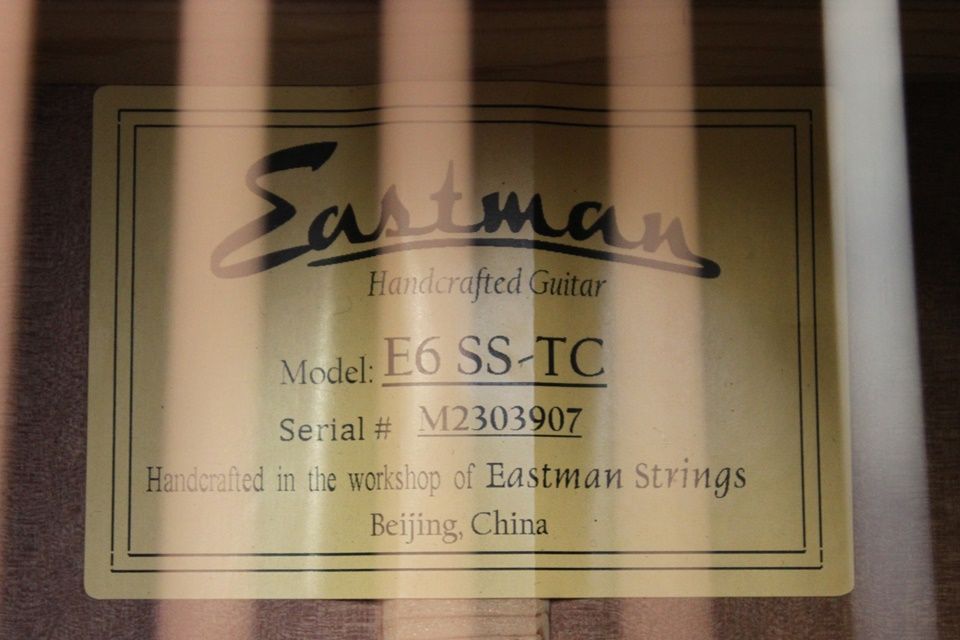 Eastman
Handcrafted Guitar
Model: E6 SS-TC
Serial # M2303907
Handcrafted in the workshop of Eastman Strings
Beijing, China